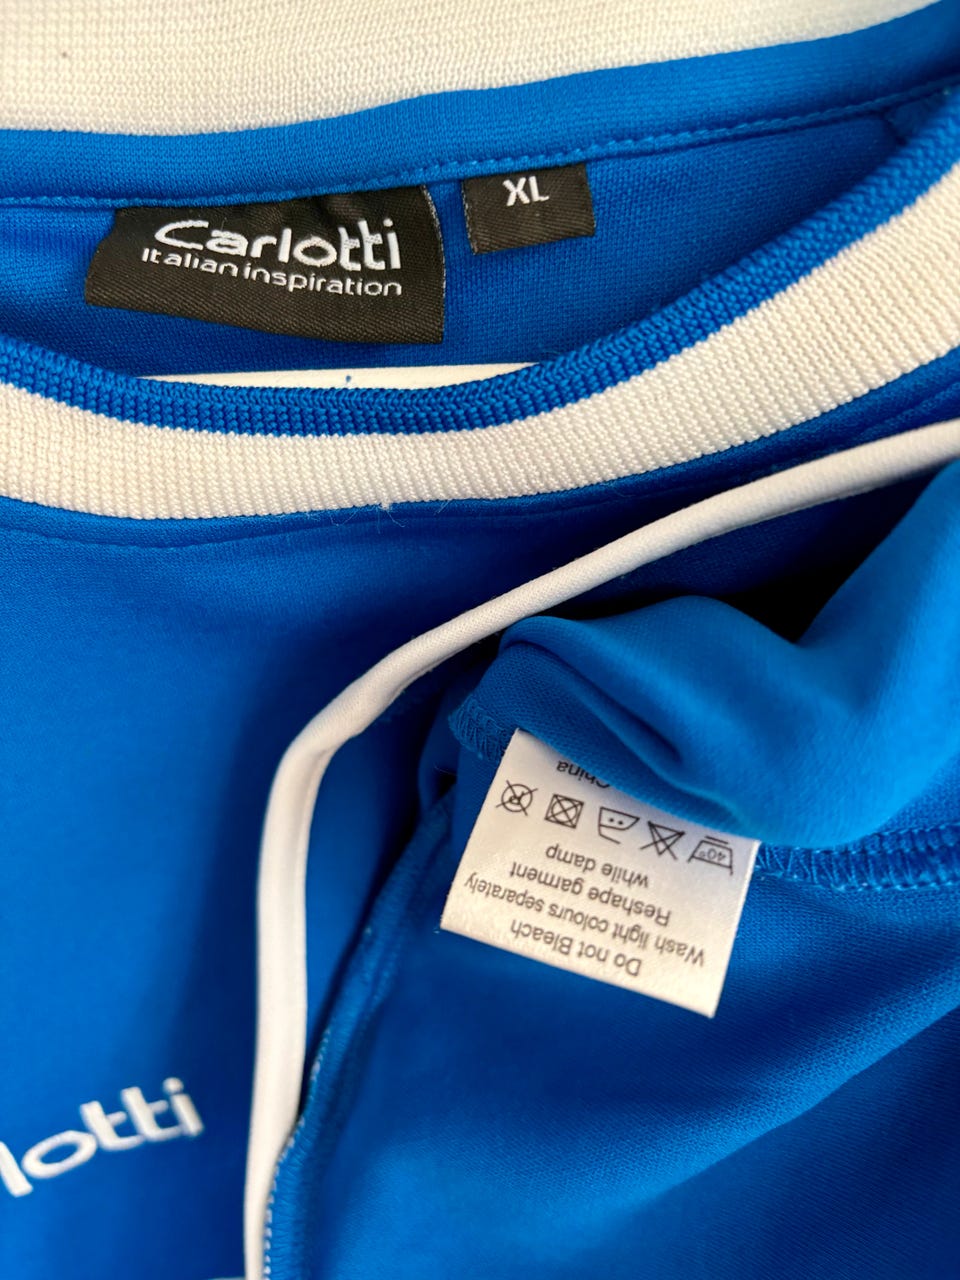 Carlotti
Italian inspiration
XL
Do not Bleach
Wash light colours separately
Reshape garment
while damp
40°
China
lotti